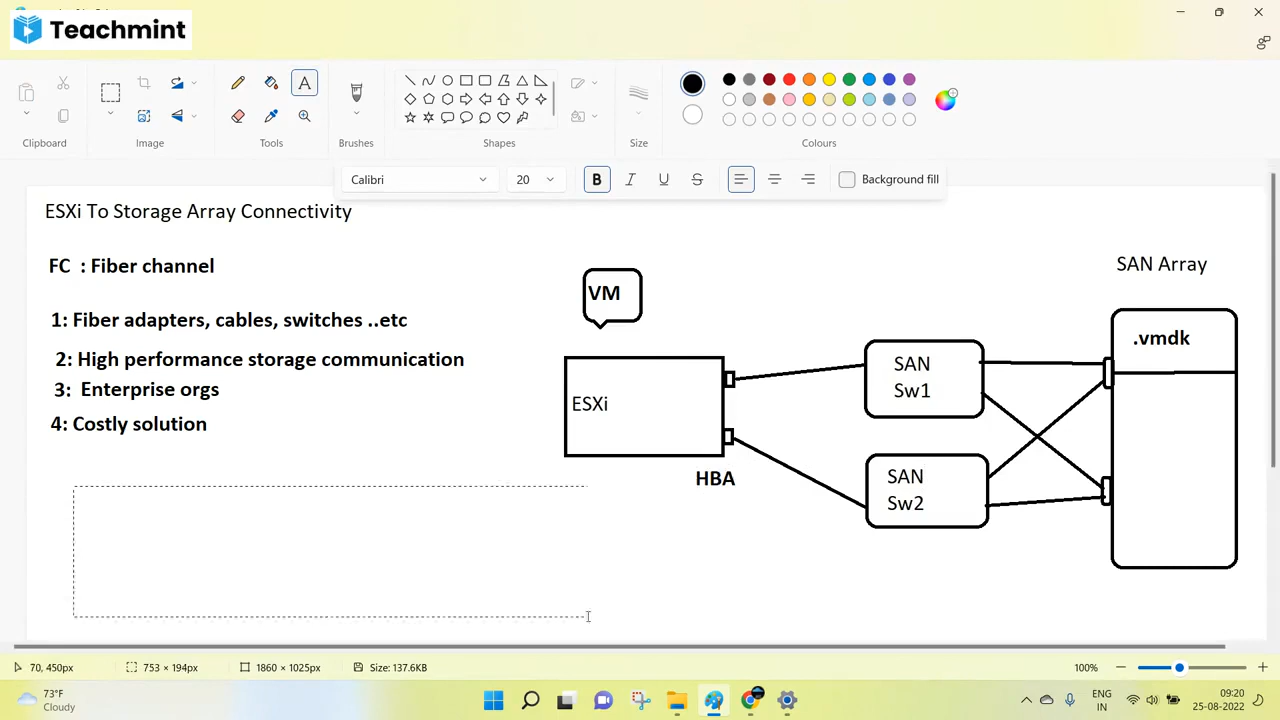 Teachmint
Clipboard
Image
Tools
Brushes
Shapes
Size
Colours
Calibri
20
B
I
U
Background fill
ESXi To Storage Array Connectivity
FC : Fiber channel
1: Fiber adapters, cables, switches ..etc
2: High performance storage communication
3: Enterprise orgs
4: Costly solution
VM
ESXi
HBA
SAN
Sw1
SAN
Sw2
SAN Array
.vmdk
70, 450px
753 × 194px
1860 × 1025px
Size: 137.6KB
100%
73°F
Cloudy
ENG
IN
09:20
25-08-2022